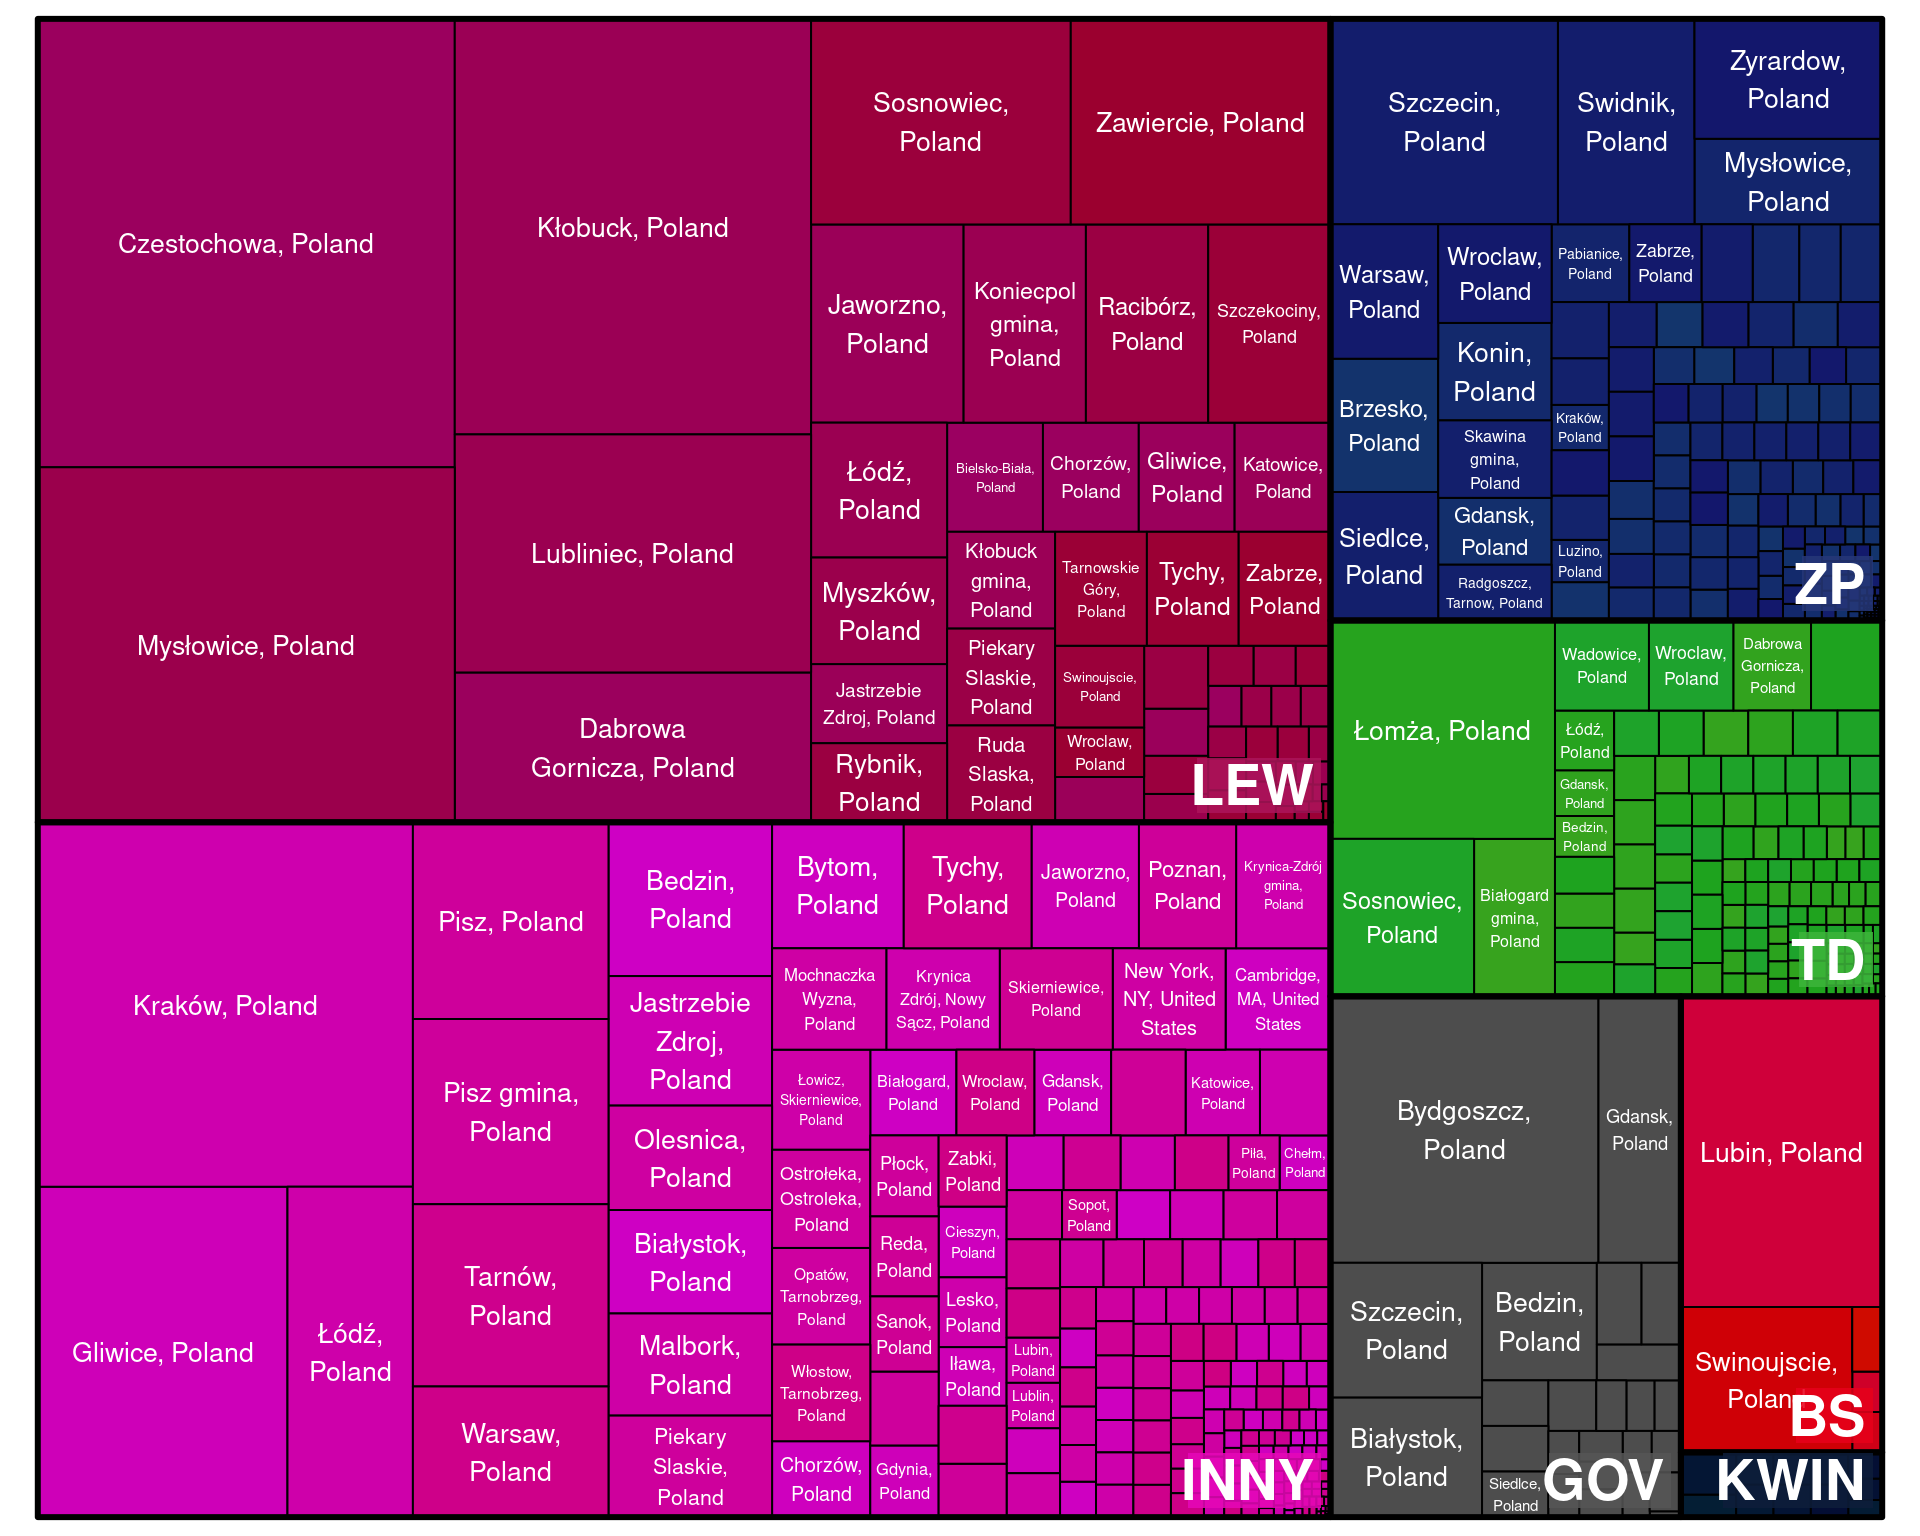 Czestochowa, Poland
Mysłowice, Poland
Kłobuck, Poland
Lubliniec, Poland
Dabrowa
Gornicza, Poland
Sosnowiec,
Poland
Zawiercie, Poland
Jaworzno,
Poland
Koniecpol
gmina,
Poland
Racibórz,
Poland
Szczekociny,
Poland
Łódź,
Poland
Myszków,
Poland
Jastrzebie
Zdroj, Poland
Rybnik,
Poland
Bielsko-Biała,
Poland
Chorzów,
Poland
Gliwice,
Poland
Katowice,
Poland
Kłobuck
gmina,
Poland
Piekary
Slaskie,
Poland
Ruda
Slaska,
Poland
Tarnowskie
Góry,
Poland
Tychy,
Poland
Zabrze,
Poland
Swinoujscie,
Poland
Wroclaw,
Poland
LEW
Szczecin,
Poland
Swidnik,
Poland
Zyrardow,
Poland
Mysłowice,
Poland
Warsaw,
Poland
Brzesko,
Poland
Siedlce,
Poland
Wroclaw,
Poland
Konin,
Poland
Skawina
gmina,
Poland
Gdansk,
Poland
Radgoszcz,
Tarnow, Poland
Pabianice,
Poland
Zabrze,
Poland
Kraków,
Poland
Luzino,
Poland
ZP
Łomża, Poland
Sosnowiec,
Poland
Białogard
gmina,
Poland
Wadowice,
Poland
Wroclaw,
Poland
Dabrowa
Gornicza,
Poland
Łódź,
Poland
Gdansk,
Poland
Bedzin,
Poland
TD
Kraków, Poland
Gliwice, Poland
Łódź,
Poland
Pisz, Poland
Pisz gmina,
Poland
Tarnów,
Poland
Warsaw,
Poland
Bedzin,
Poland
Jastrzebie
Zdroj,
Poland
Olesnica,
Poland
Białystok,
Poland
Malbork,
Poland
Piekary
Slaskie,
Poland
Bytom,
Poland
Tychy,
Poland
Jaworzno,
Poland
Poznan,
Poland
Krynica-Zdrój
gmina,
Poland
Mochnaczka
Wyzna,
Poland
Krynica
Zdrój, Nowy
Sącz, Poland
Skierniewice,
Poland
New York,
NY, United
States
Cambridge,
MA, United
States
Łowicz,
Skierniewice,
Poland
Ostrołeka,
Ostroleka,
Poland
Opatów,
Tarnobrzeg,
Poland
Włostow,
Tarnobrzeg,
Poland
Chorzów,
Poland
Białogard,
Poland
Wroclaw,
Poland
Gdansk,
Poland
Katowice,
Poland
Płock,
Poland
Reda,
Poland
Sanok,
Poland
Gdynia,
Poland
Zabki,
Poland
Cieszyn,
Poland
Lesko,
Poland
Iława,
Poland
Piła,
Poland
Chełm,
Poland
Sopot,
Poland
Lubin,
Poland
Lublin,
Poland
INNY
Bydgoszcz,
Poland
Gdansk,
Poland
Szczecin,
Poland
Białystok,
Poland
Bedzin,
Poland
Siedlce,
Poland
GOV
Lubin, Poland
Swinoujscie,
Poland
BS
KWIN